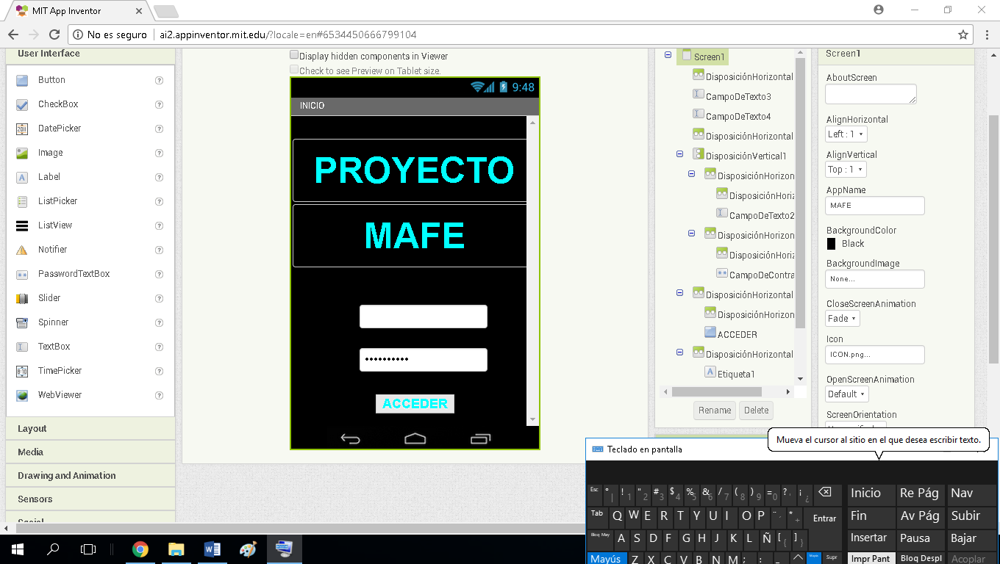 MIT App Inventor
No es seguro | ai2.appinventor.mit.edu/?locale=en#6534450666799104
User Interface
Button
CheckBox
DatePicker
Image
Label
ListPicker
ListView
Notifier
PasswordTextBox
Slider
Spinner
TextBox
TimePicker
WebViewer
Layout
Media
Drawing and Animation
Sensors
Social
Display hidden components in Viewer
Check to see Preview on Tablet size.
9:48
INICIO
PROYECTO
MAFE
ACCEDER
Screen1
DisposiciónHorizontal
CampoDeTexto3
CampoDeTexto4
DisposiciónHorizontal
DisposiciónVertical1
DisposiciónHorizon
DisposiciónHoriz
CampoDeTexto2
DisposiciónHorizon
DisposiciónHoriz
CampoDeContra
DisposiciónHorizontal
DisposiciónHorizon
ACCEDER
DisposiciónHorizontal
Etiqueta1
Rename Delete
Screen1
AboutScreen
AlignHorizontal
Left : 1
AlignVertical
Top : 1
AppName
MAFE
BackgroundColor
Black
BackgroundImage
None...
CloseScreenAnimation
Fade
Icon
ICON.png...
OpenScreenAnimation
Default
ScreenOrientation
Mueva el cursor al sitio en el que desea escribir texto.
Teclado en pantalla
Esc ° | ! 1 " 2 # 3 $ 4 % 5 & 6 / 7 ( 8 ) 9 = 0 ? ' ¡ ¿ Inicio Re Pág Nav
Tab Q W E R T Y U I O P ¨ ´ * + Entrar Fin Av Pág Subir
Bloq May A S D F G H J K L Ñ [ { ] } Insertar Pausa Bajar
Mayús Z X C V B N M ; : _ Supr Impr Pant Bloq Despl Acoplar